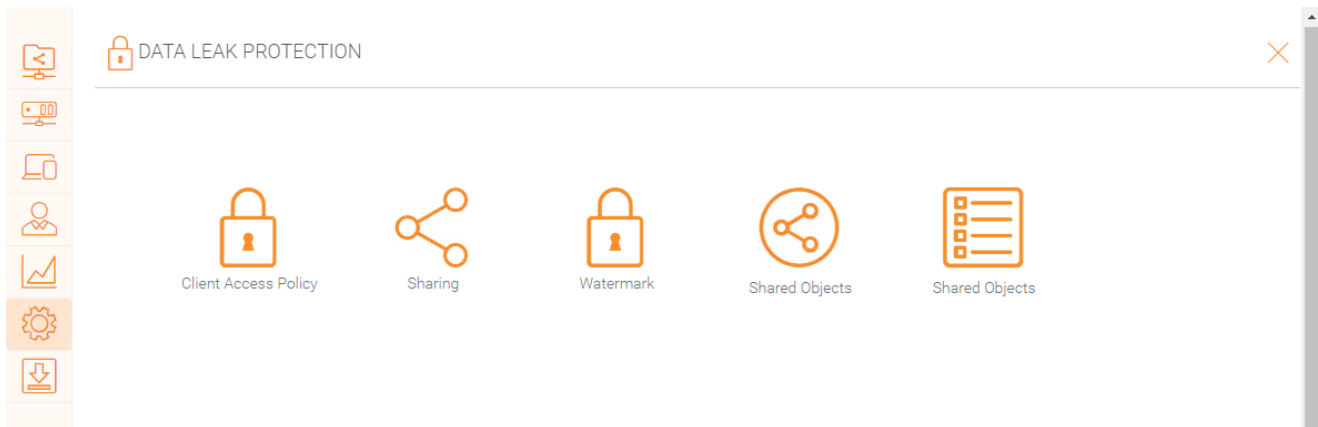 DATA LEAK PROTECTION
Client Access Policy
Sharing
Watermark
Shared Objects
Shared Objects